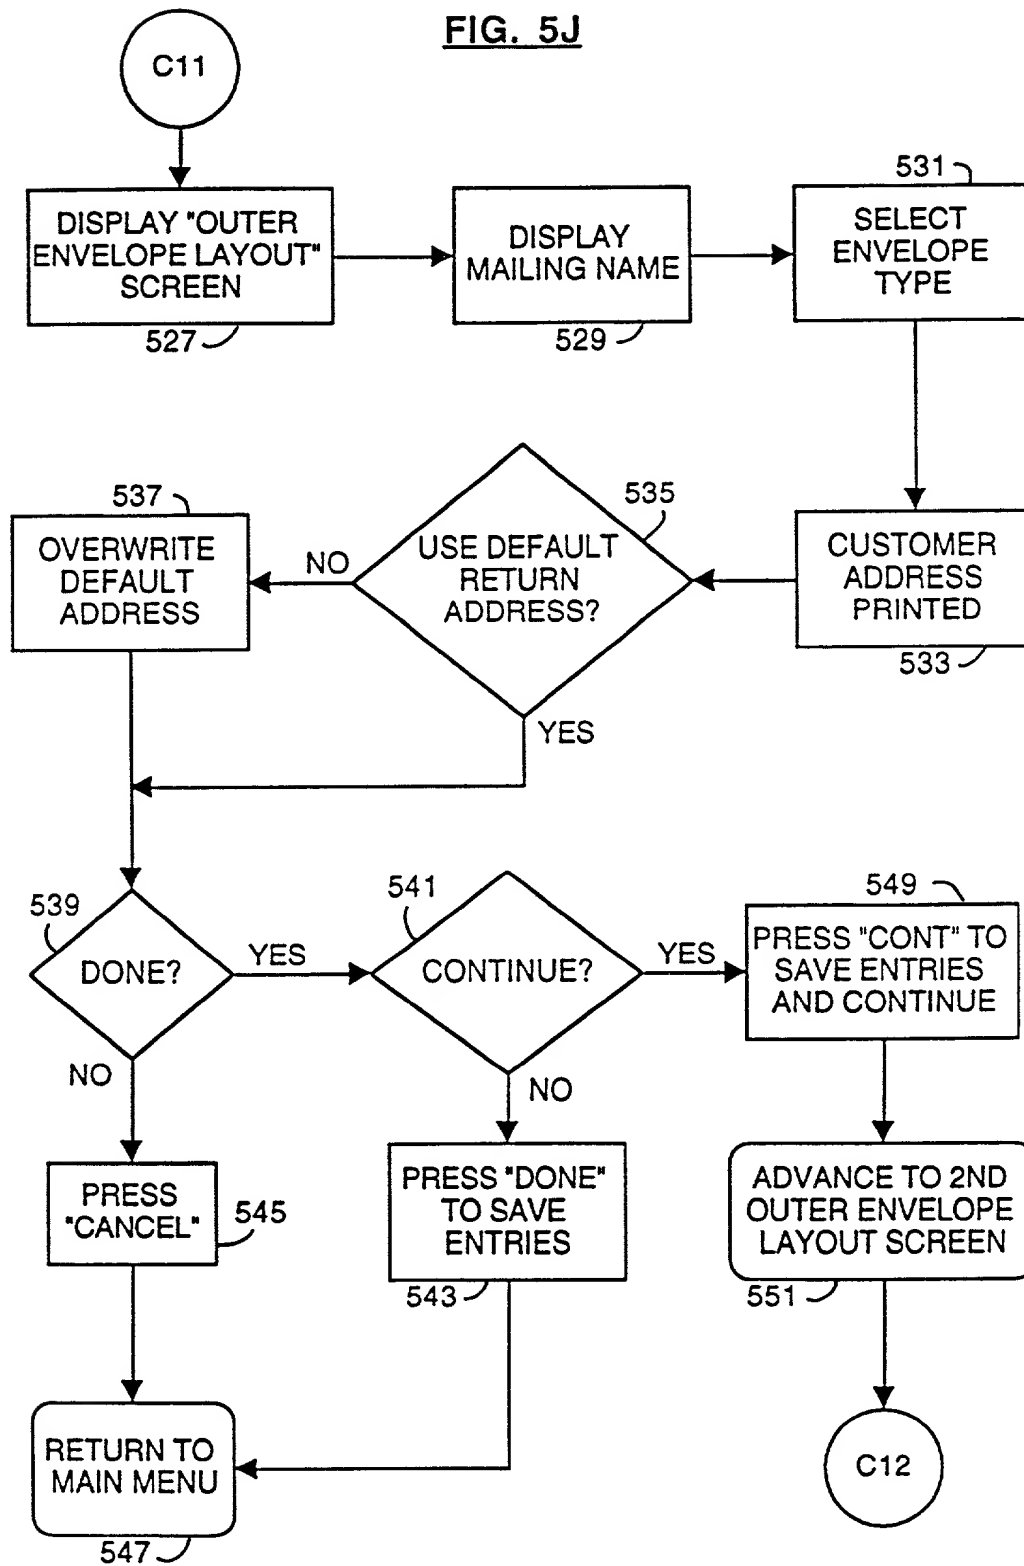 FIG. 5J
C11
DISPLAY "OUTER
ENVELOPE LAYOUT"
SCREEN
527
DISPLAY
MAILING NAME
529
531
SELECT
ENVELOPE
TYPE
537
OVERWRITE
DEFAULT
ADDRESS
NO
535
USE DEFAULT
RETURN
ADDRESS?
YES
CUSTOMER
ADDRESS
PRINTED
533
539
DONE?
YES
NO
541
CONTINUE?
YES
NO
549
PRESS "CONT" TO
SAVE ENTRIES
AND CONTINUE
PRESS
"CANCEL"
545
PRESS "DONE"
TO SAVE
ENTRIES
543
ADVANCE TO 2ND
OUTER ENVELOPE
LAYOUT SCREEN
551
RETURN TO
MAIN MENU
547
C12